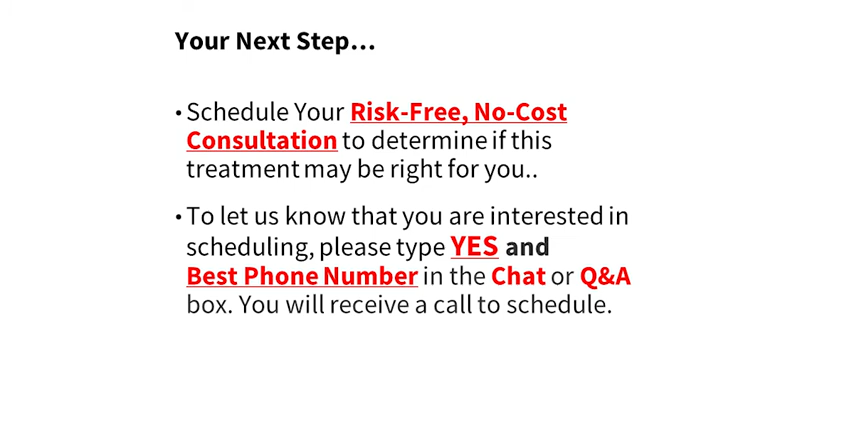 Your Next Step...
• Schedule Your Risk-Free, No-Cost
Consultation to determine if this
treatment may be right for you..
• To let us know that you are interested in
scheduling, please type YES and
Best Phone Number in the Chat or Q&A
box. You will receive a call to schedule.